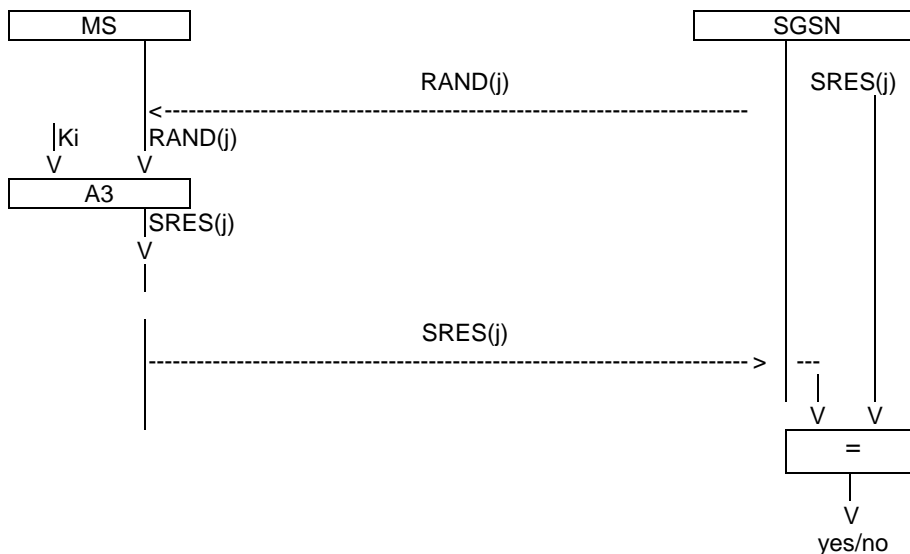 MS SGSN
RAND(j) SRES(j)
<----------------------------------------------------------------
|Ki RAND(j)
V V
A3
SRES(j)
V
SRES(j)
---------------------------------------------------------------- > ---
V V
=
V
yes/no